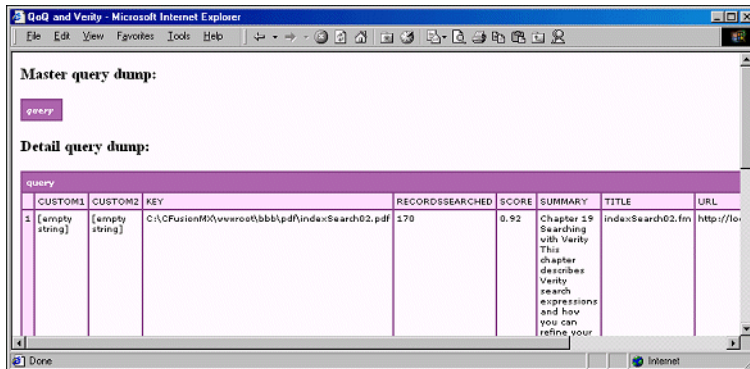 QoQ and Verity - Microsoft Internet Explorer
File Edit View Favorites Tools Help
Master query dump:
query
Detail query dump:
query
CUSTOM1 CUSTOM2 KEY RECORDSSEARCHED SCORE SUMMARY TITLE URL
1 [empty string] [empty string] C:\CFusionMX\wwwroot\bbb\pdf\indexSearch02.pdf 170 0.92 Chapter 19 indexSearch02.fm http://lo
Searching
with Verity
This
chapter
describes
Verity
search
expressions
and how
you can
refine your
Done Internet